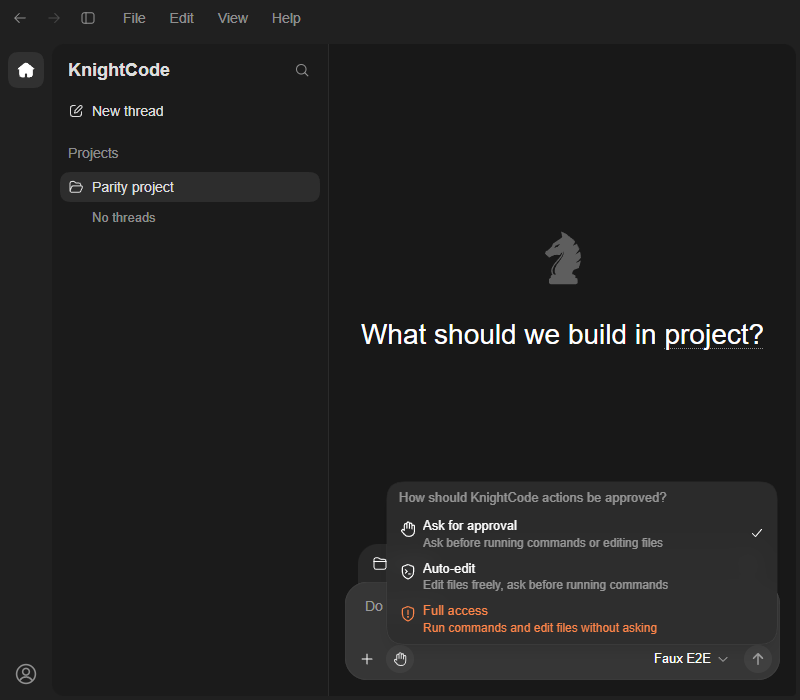 File Edit View Help
KnightCode
New thread
Projects
Parity project
No threads
What should we build in project?
How should KnightCode actions be approved?
Ask for approval
Ask before running commands or editing files
Auto-edit
Edit files freely, ask before running commands
Full access
Run commands and edit files without asking
Do
Faux E2E